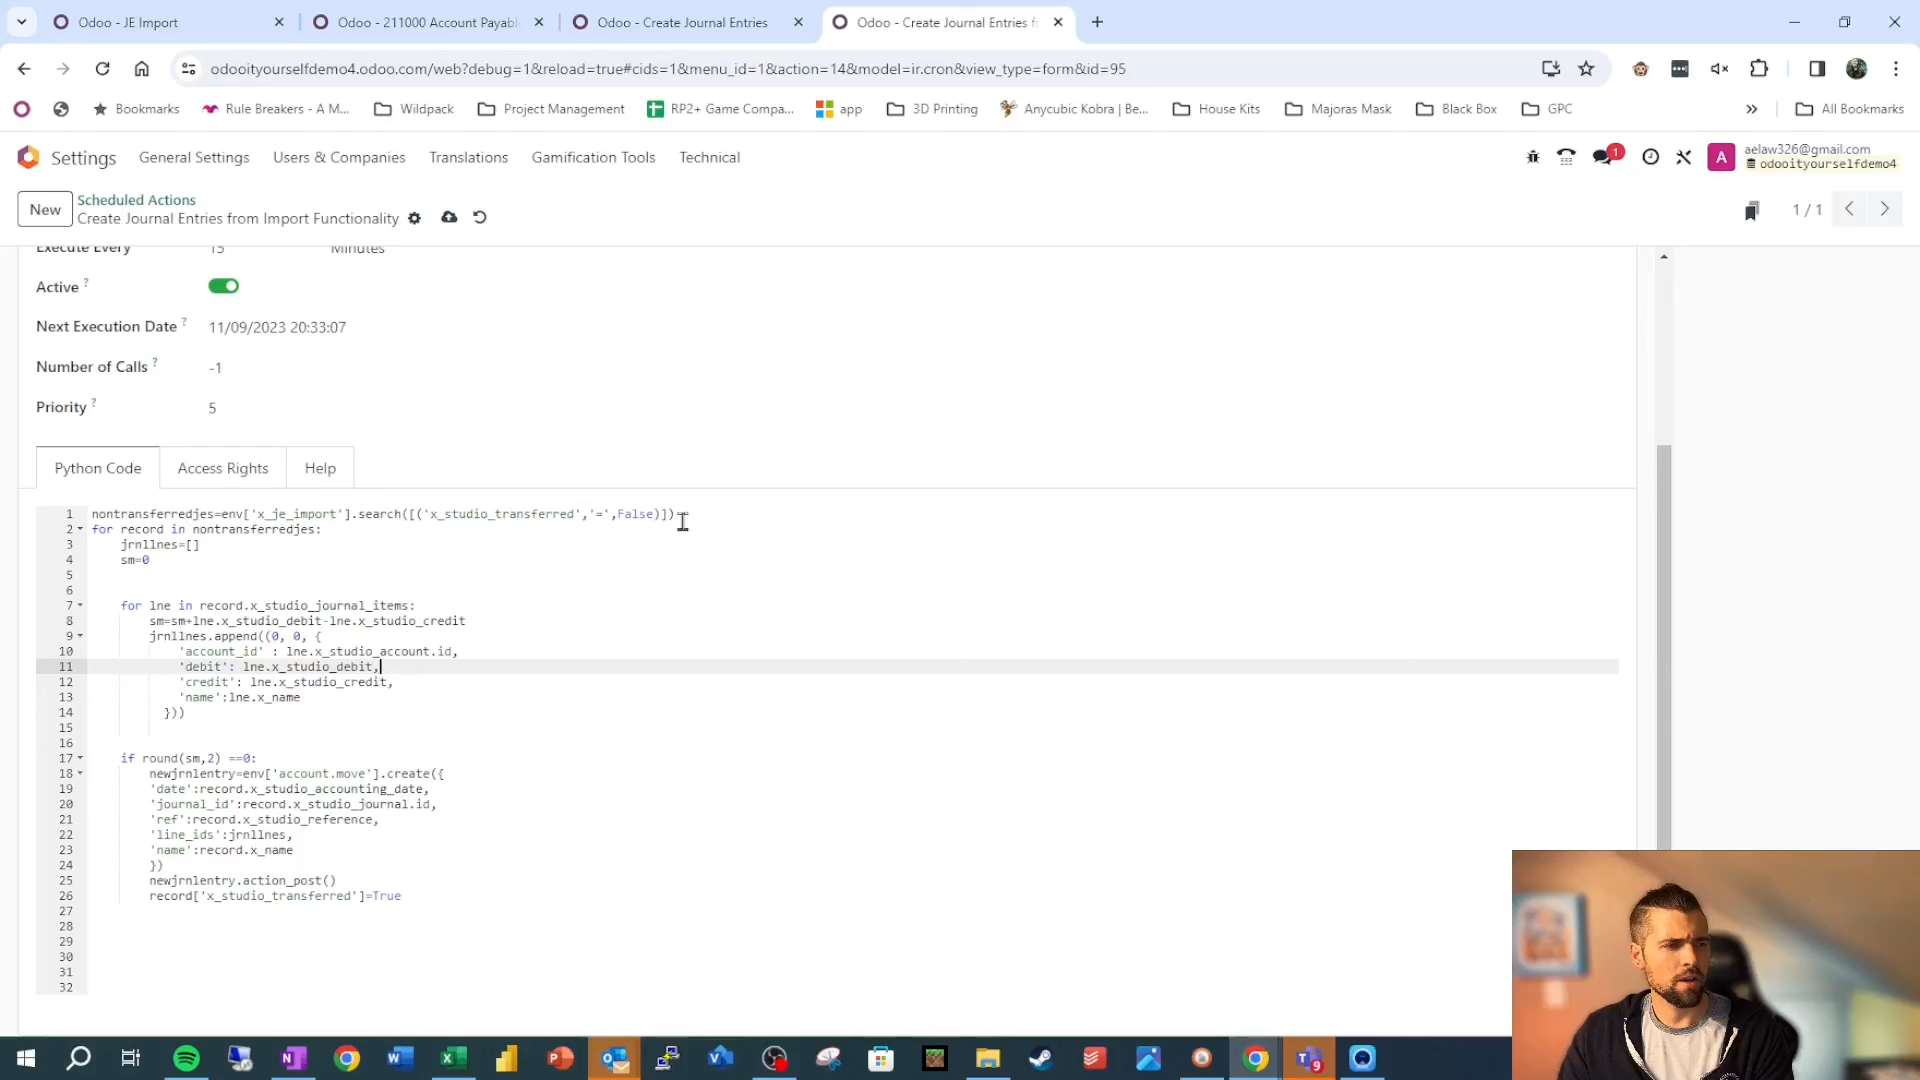 Odoo - JE Import
Odoo - 211000 Account Payabl
Odoo - Create Journal Entries
Odoo - Create Journal Entries f
odooityourselfdemo4.odoo.com/web?debug=1&reload=true#cids=1&menu_id=1&action=14&model=ir.cron&view_type=form&id=95
Bookmarks
Rule Breakers - A M...
Wildpack
Project Management
RP2+ Game Compa...
app
3D Printing
Anycubic Kobra | Be...
House Kits
Majoras Mask
Black Box
GPC
»
All Bookmarks
Settings
General Settings
Users & Companies
Translations
Gamification Tools
Technical
1
A
aelaw326@gmail.com
odooityourselfdemo4
New
Scheduled Actions
Create Journal Entries from Import Functionality
1 / 1
Execute Every
15
Minutes
Active ?
Next Execution Date ?
11/09/2023 20:33:07
Number of Calls ?
-1
Priority ?
5
Python Code
Access Rights
Help
1 nontransferredjes=env['x_je_import'].search([('x_studio_transferred','=',False)])
2 for record in nontransferredjes:
3 jrnllnes=[]
4 sm=0
5
6
7 for lne in record.x_studio_journal_items:
8 sm=sm+lne.x_studio_debit-lne.x_studio_credit
9 jrnllnes.append((0, 0, {
10 'account_id' : lne.x_studio_account.id,
11 'debit': lne.x_studio_debit,
12 'credit': lne.x_studio_credit,
13 'name':lne.x_name
14 }))
15
16
17 if round(sm,2) ==0:
18 newjrnlentry=env['account.move'].create({
19 'date':record.x_studio_accounting_date,
20 'journal_id':record.x_studio_journal.id,
21 'ref':record.x_studio_reference,
22 'line_ids':jrnllnes,
23 'name':record.x_name
24 })
25 newjrnlentry.action_post()
26 record['x_studio_transferred']=True
27
28
29
30
31
32